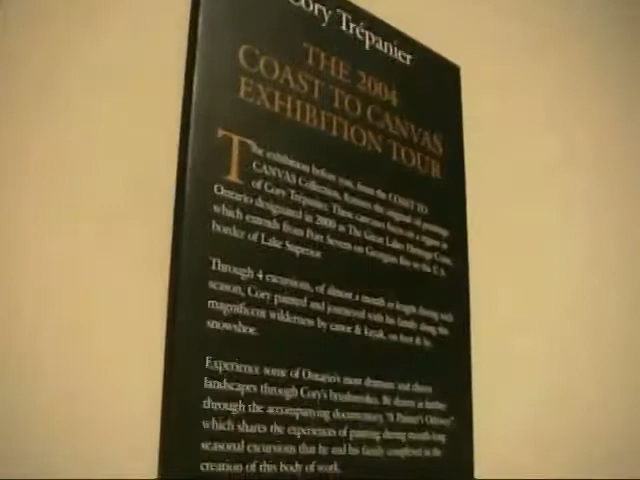 Cory Trépanier
THE 2004
COAST TO CANVAS
EXHIBITION TOUR
The exhibition before you, from the COAST TO
CANVAS Collection, features the original oil paintings
of Cory Trépanier. These canvases focus on a region in
Ontario designated in 2000 as The Great Lakes Heritage Coast,
which extends from Port Severn on Georgian Bay to the U.S.
border of Lake Superior.
Through 4 excursions, of almost a month in length during each
season, Cory painted and journeyed with his family along this
magnificent wilderness by canoe & kayak, on foot & by
snowshoe.
Experience some of Ontario's most dramatic and diverse
landscapes through Cory's brushstrokes. Be drawn in further
through the accompanying documentary "A Painter's Odyssey"
which shares the experiences of painting during month-long
seasonal excursions that he and his family completed in the
creation of this body of work.